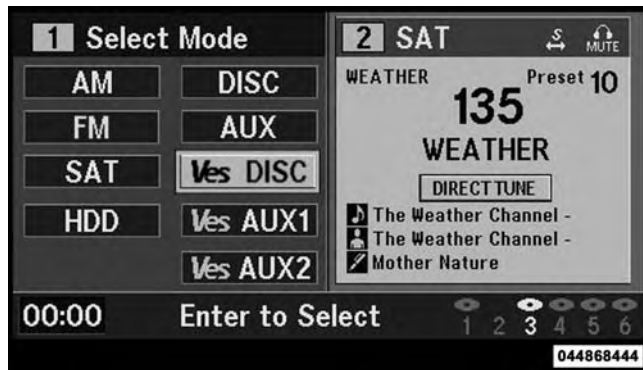 1 Select Mode
AM
DISC
FM
AUX
SAT
Ves DISC
HDD
Ves AUX1
Ves AUX2
2 SAT
S
MUTE
WEATHER
Preset 10
135
WEATHER
DIRECT TUNE
The Weather Channel -
The Weather Channel -
Mother Nature
00:00
Enter to Select
1 2 3 4 5 6
044868444